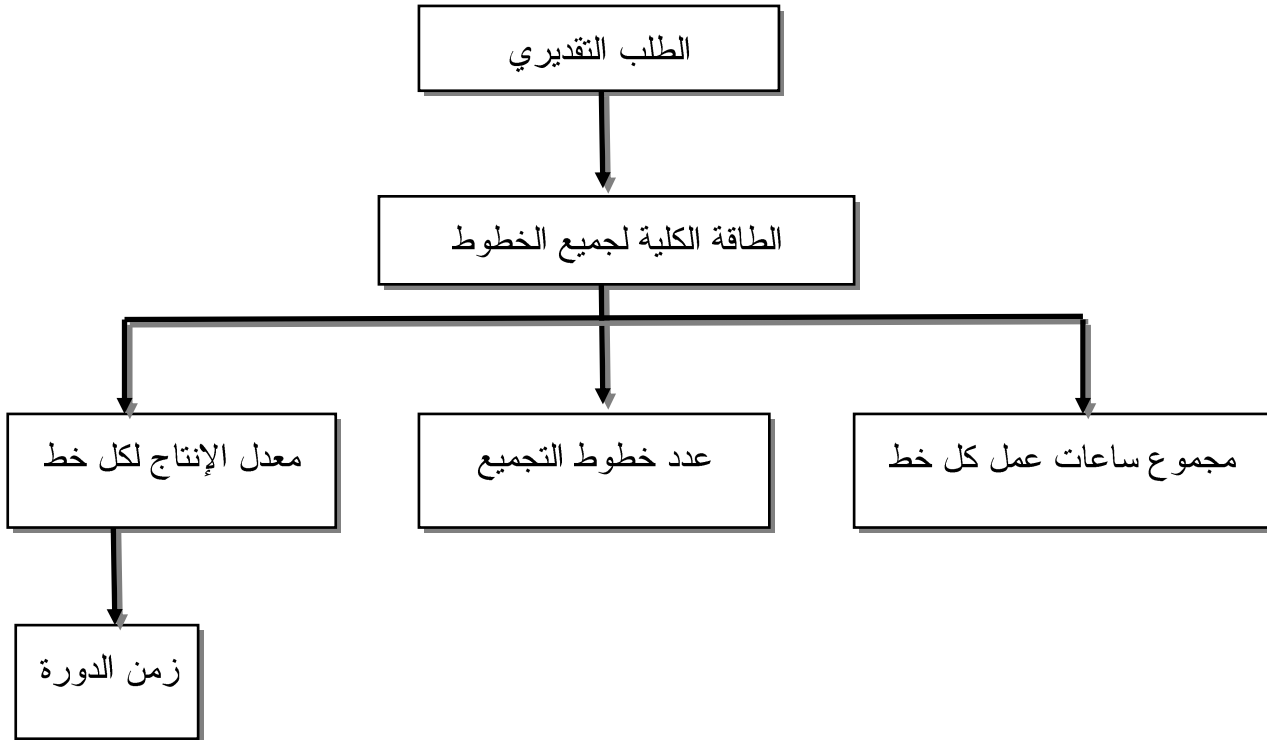 الطلب التقديري
الطاقة الكلية لجميع الخطوط
مجموع ساعات عمل كل خط
عدد خطوط التجميع
معدل الإنتاج لكل خط
زمن الدورة